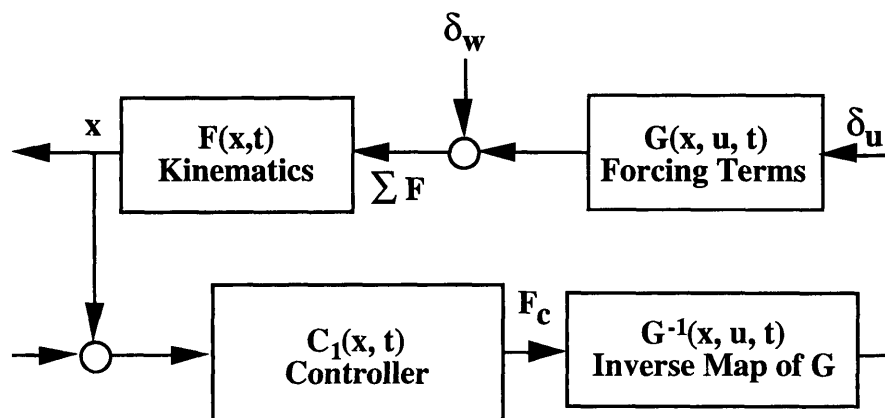 δw
x
F(x,t)
Kinematics
∑ F
G(x, u, t)
Forcing Terms
δu
C1(x, t)
Controller
Fc
G-1(x, u, t)
Inverse Map of G